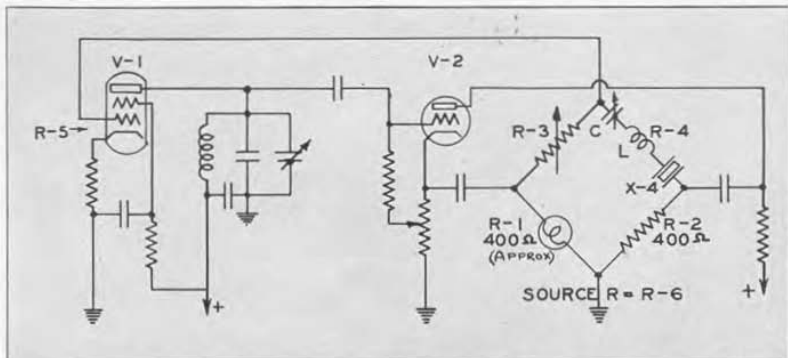 V-1
V-2
R-5
R-3
C
R-4
L
X-4
R-1
400Ω
(APPROX)
R-2
400Ω
SOURCE R = R-6
+
+